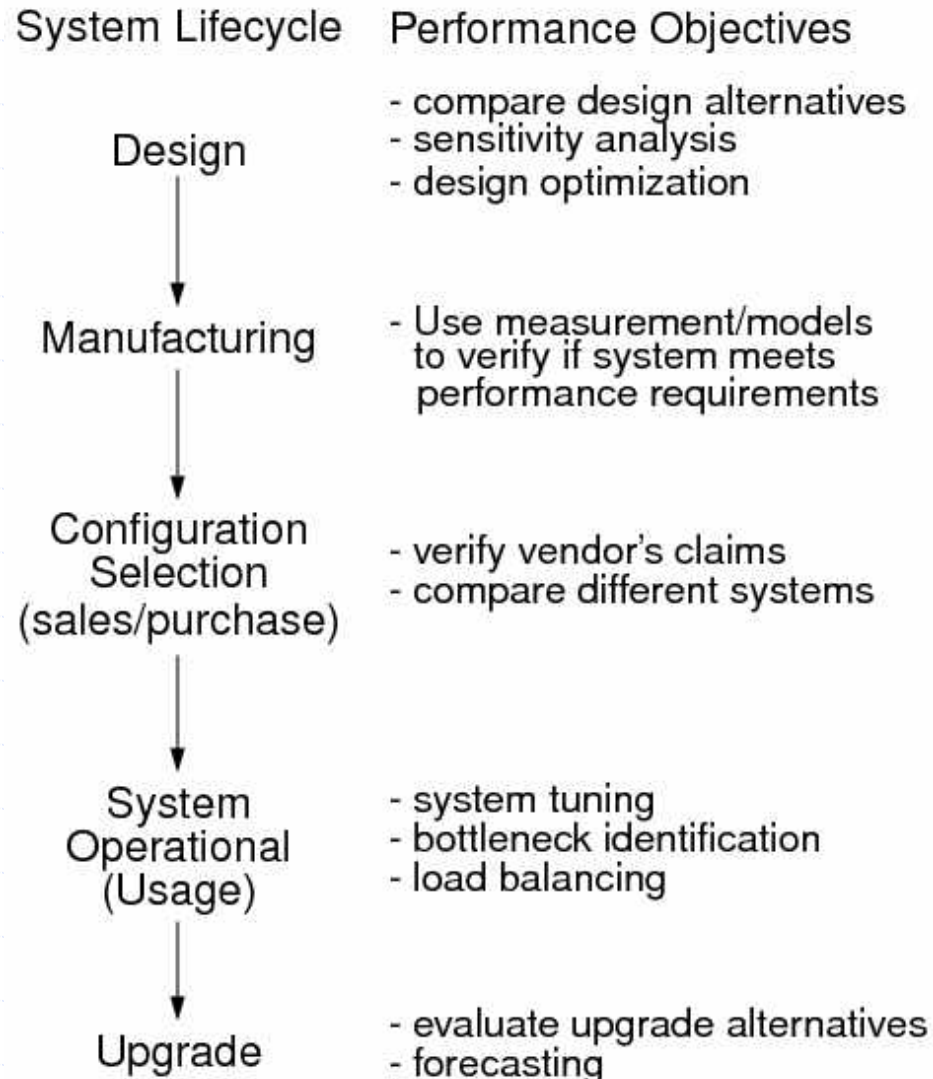 System Lifecycle Performance Objectives
Design
- compare design alternatives
- sensitivity analysis
- design optimization
Manufacturing
- Use measurement/models
to verify if system meets
performance requirements
Configuration
Selection
(sales/purchase)
- verify vendor's claims
- compare different systems
System
Operational
(Usage)
- system tuning
- bottleneck identification
- load balancing
Upgrade
- evaluate upgrade alternatives
- forecasting